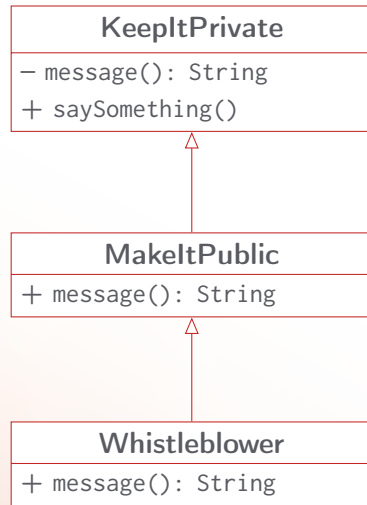 KeepItPrivate
− message(): String
+ saySomething()
MakeItPublic
+ message(): String
Whistleblower
+ message(): String